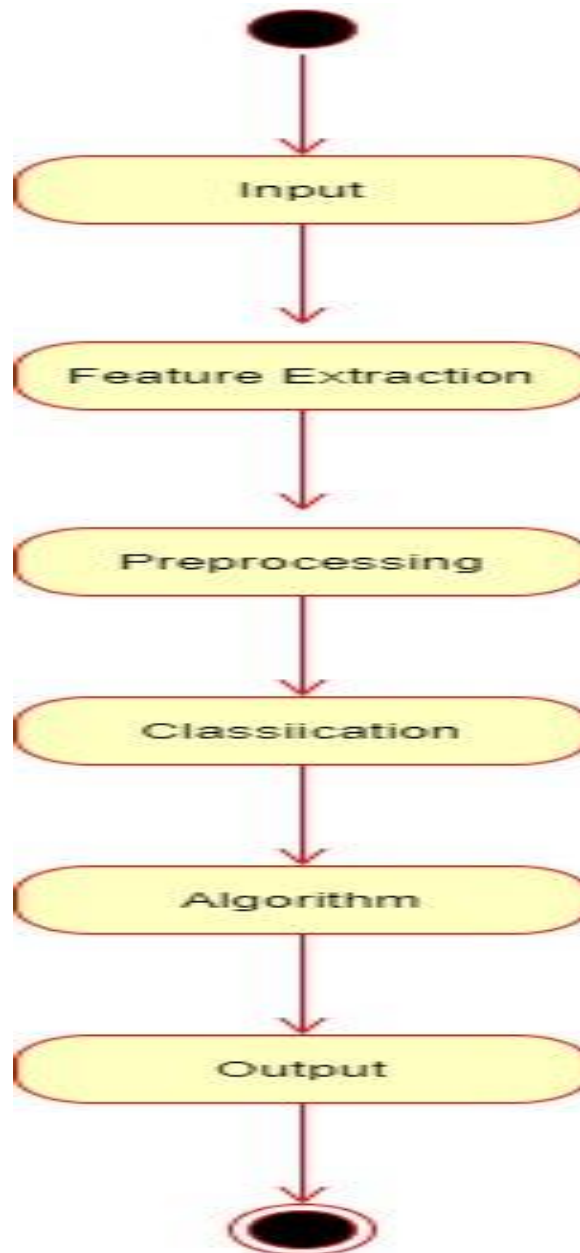 Input
Feature Extraction
Preprocessing
Classiication
Algorithm
Output